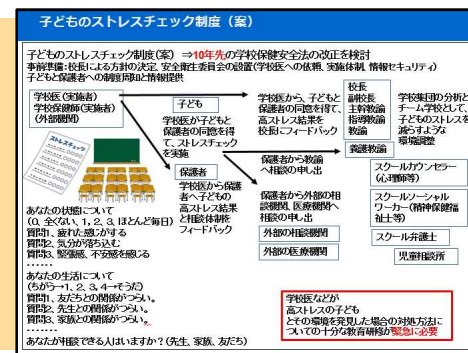 子どものストレスチェック制度（案）
子どものストレスチェック制度(案) ⇒10年先の学校保健安全法の改正を検討
事前準備:校長による方針の決定、安全衛生委員会の設置(学校医への依頼、実施体制、情報セキュリティ)
子どもと保護者への制度周知と情報提供
学校医(実施者)
学校保健師(実施者)
(外部機関)
ストレスチェック
子ども
学校医が子どもと
保護者の同意を得
て、ストレスチェック
を実施
保護者
学校医から保護
者へ子どもの
高ストレス結果
と相談体制を
フィードバック
学校医から、子どもと
保護者の同意を得て、
高ストレス結果を
校長にフィードバック
保護者から教諭
へ相談の申し出
保護者から外部の相
談機関、医療機関へ
相談の申し出
外部の相談機関
外部の医療機関
校長
副校長
主幹教諭
指導教諭
教諭
養護教諭
学校集団の分析と
チーム学校として、
子どものストレスを
減らすような
環境調整
スクールカウンセラー
(心理師等)
スクールソーシャル
ワーカー(精神保健福
祉士等)
スクール弁護士
児童相談所
あなたの状態について
(0、全くない、1、2、3、ほとんど毎日)
質問1、疲れた感じがする
質問2、気分が落ち込む
質問3、緊張感、不安感を感じる
……
あなたの生活について
(ちがう→1、2、3、4→そうだ)
質問1、友だちとの関係がつらい。
質問2、先生との関係がつらい。
質問3、家族との関係がつらい。
……
あなたが相談できる人はいますか?(先生、家族、友だち)
学校医などが
高ストレスの子ども
とその環境を発見した場合の対処方法に
ついての十分な教育研修が緊急に必要